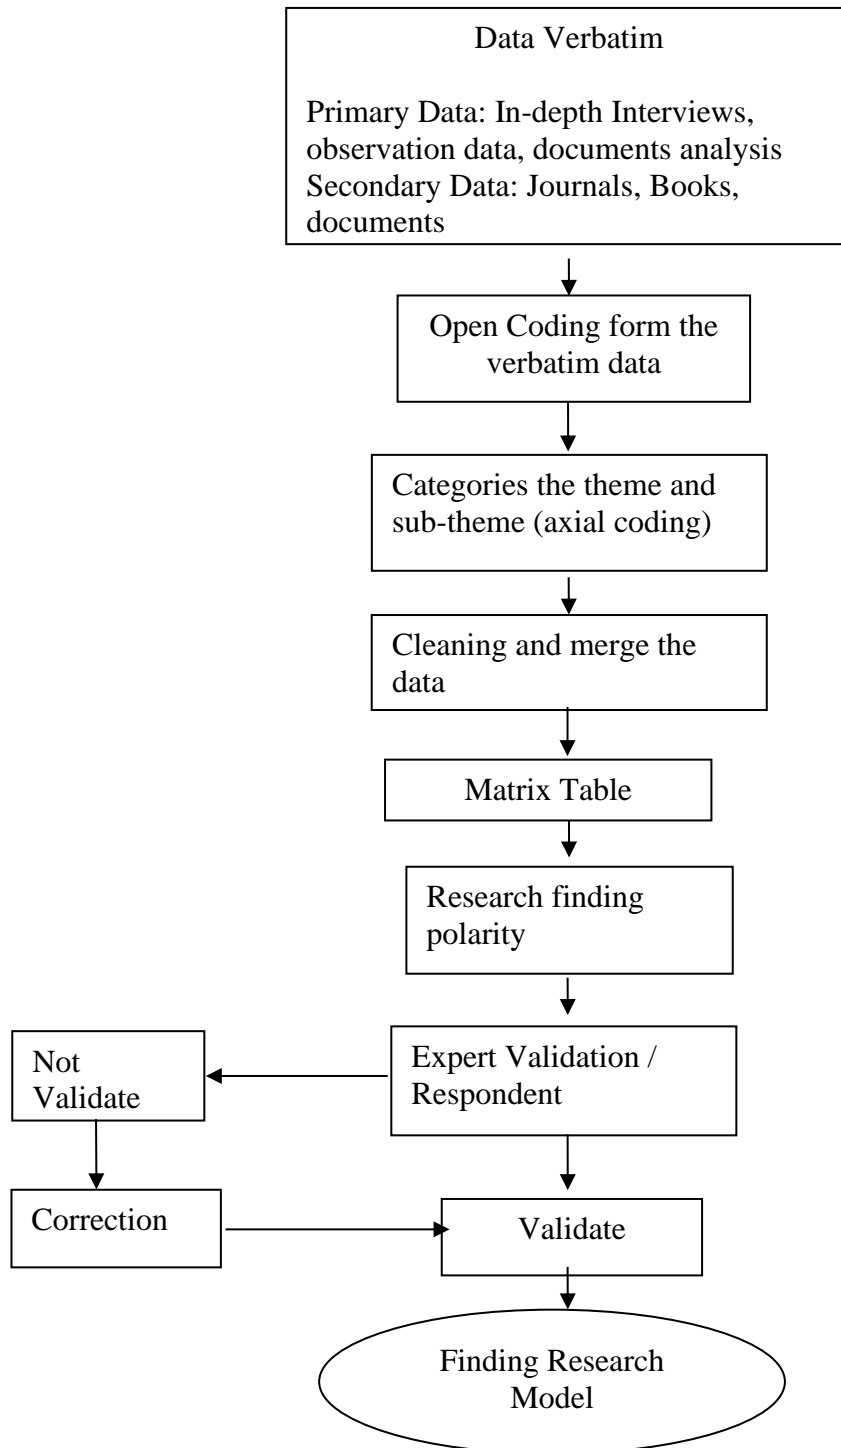 Data Verbatim
Primary Data: In-depth Interviews,
observation data, documents analysis
Secondary Data: Journals, Books,
documents
Open Coding form the
verbatim data
Categories the theme and
sub-theme (axial coding)
Cleaning and merge the
data
Matrix Table
Research finding
polarity
Expert Validation /
Respondent
Not
Validate
Correction
Validate
Finding Research
Model